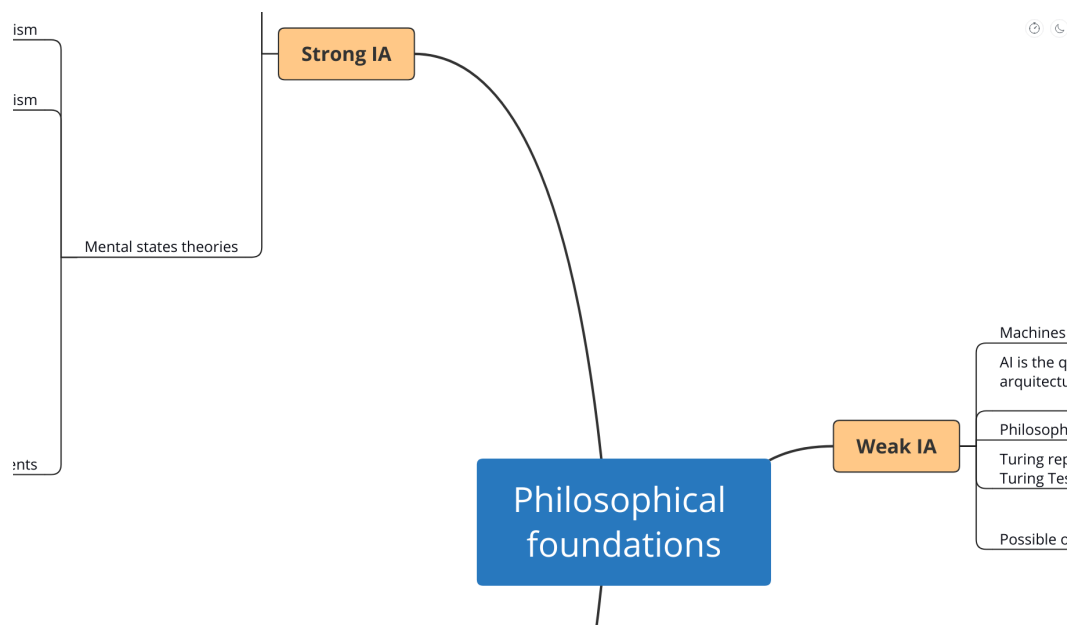 ism
Strong IA
ism
Mental states theories
Machines
AI is the q
arquitectu
Philosoph
Weak IA
Turing rep
Turing Tes
ents
Philosophical
foundations
Possible o